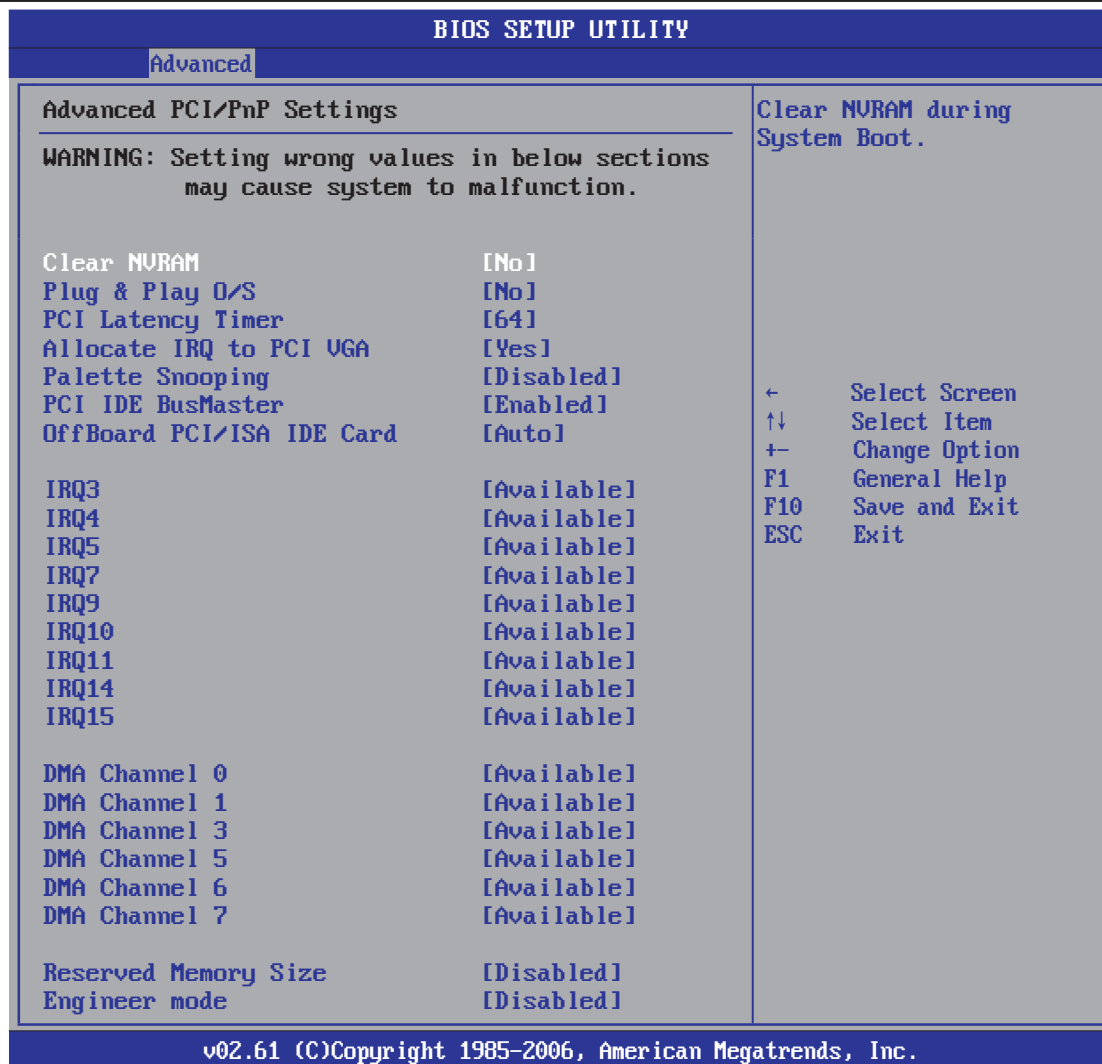 BIOS SETUP UTILITY
Advanced
Advanced PCI/PnP Settings
WARNING: Setting wrong values in below sections
may cause system to malfunction.
Clear NVRAM [No]
Plug & Play O/S [No]
PCI Latency Timer [64]
Allocate IRQ to PCI VGA [Yes]
Palette Snooping [Disabled]
PCI IDE BusMaster [Enabled]
OffBoard PCI/ISA IDE Card [Auto]
IRQ3 [Available]
IRQ4 [Available]
IRQ5 [Available]
IRQ7 [Available]
IRQ9 [Available]
IRQ10 [Available]
IRQ11 [Available]
IRQ14 [Available]
IRQ15 [Available]
DMA Channel 0 [Available]
DMA Channel 1 [Available]
DMA Channel 3 [Available]
DMA Channel 5 [Available]
DMA Channel 6 [Available]
DMA Channel 7 [Available]
Reserved Memory Size [Disabled]
Engineer mode [Disabled]
Clear NVRAM during
System Boot.
← Select Screen
↑↓ Select Item
+- Change Option
F1 General Help
F10 Save and Exit
ESC Exit
v02.61 (C)Copyright 1985-2006, American Megatrends, Inc.